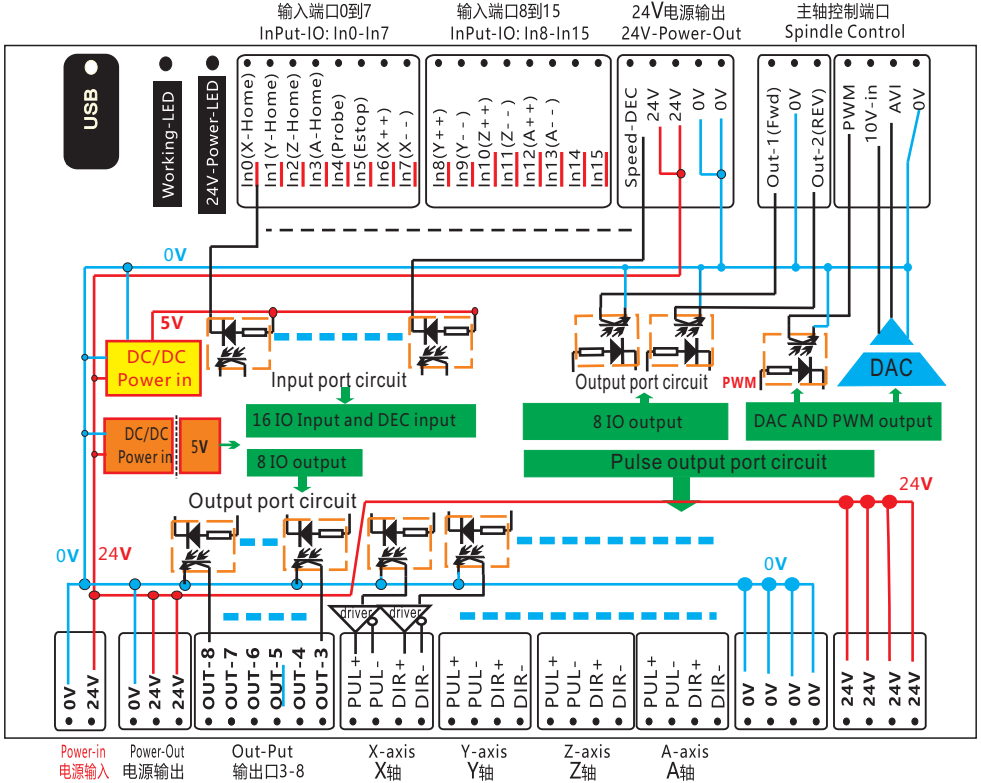 输入端口0到7
InPut-IO: In0-In7
输入端口8到15
InPut-IO: In8-In15
24V电源输出
24V-Power-Out
主轴控制端口
Spindle Control
USB
Working-LED
24V-Power-LED
In0(X-Home)
In1(Y-Home)
In2(Z-Home)
In3(A-Home)
In4(Probe)
In5(Estop)
In6(X++)
In7(X--)
In8(Y++)
In9(Y--)
In10(Z++)
In11(Z--)
In12(A++)
In13(A--)
In14
In15
Speed-DEC
24V
24V
0V
0V
Out-1(Fwd)
0V
Out-2(REV)
PWM
10V-in
AVI
0V
0V
5V
DC/DC
Power in
Input port circuit
Output port circuit
PWM
DAC
16 IO Input and DEC input
8 IO output
DAC AND PWM output
DC/DC
Power in
5V
8 IO output
Pulse output port circuit
Output port circuit
24V
0V
24V
0V
driver
driver
0V
24V
0V
24V
24V
OUT-8
OUT-7
OUT-6
OUT-5
OUT-4
OUT-3
PUL+
PUL-
DIR+
DIR-
PUL+
PUL-
DIR+
DIR-
PUL+
PUL-
DIR+
DIR-
PUL+
PUL-
DIR+
DIR-
0V
0V
0V
0V
24V
24V
24V
24V
Power-in
电源输入
Power-Out
电源输出
Out-Put
输出口3-8
X-axis
X轴
Y-axis
Y轴
Z-axis
Z轴
A-axis
A轴